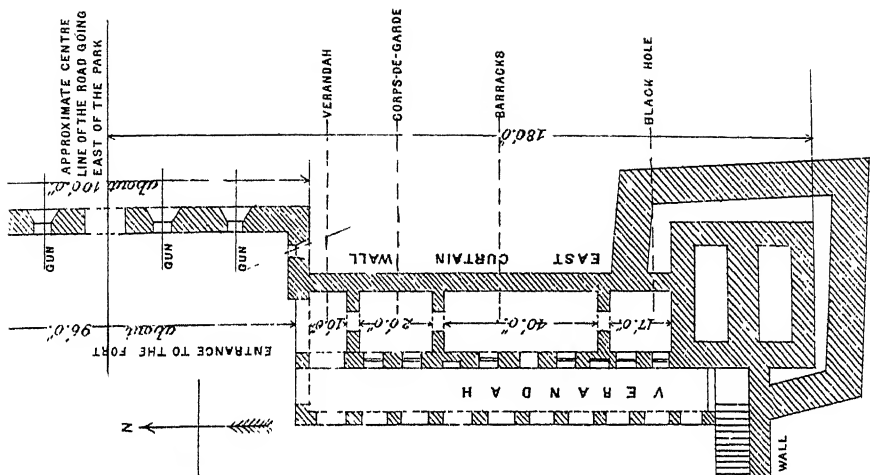 APPROXIMATE CENTRE
LINE OF THE ROAD GOING
EAST OF THE PARK
VERANDAH
CORPS-DE-GARDE
BARRACKS
BLACK HOLE
180'.0"
about 100'.0"
GUN
GUN
GUN
EAST CURTAIN WALL
about 96'.0"
10'.0"
20'.0"
40'.0"
17'.0"
ENTRANCE TO THE FORT
VERANDAH
N
WALL